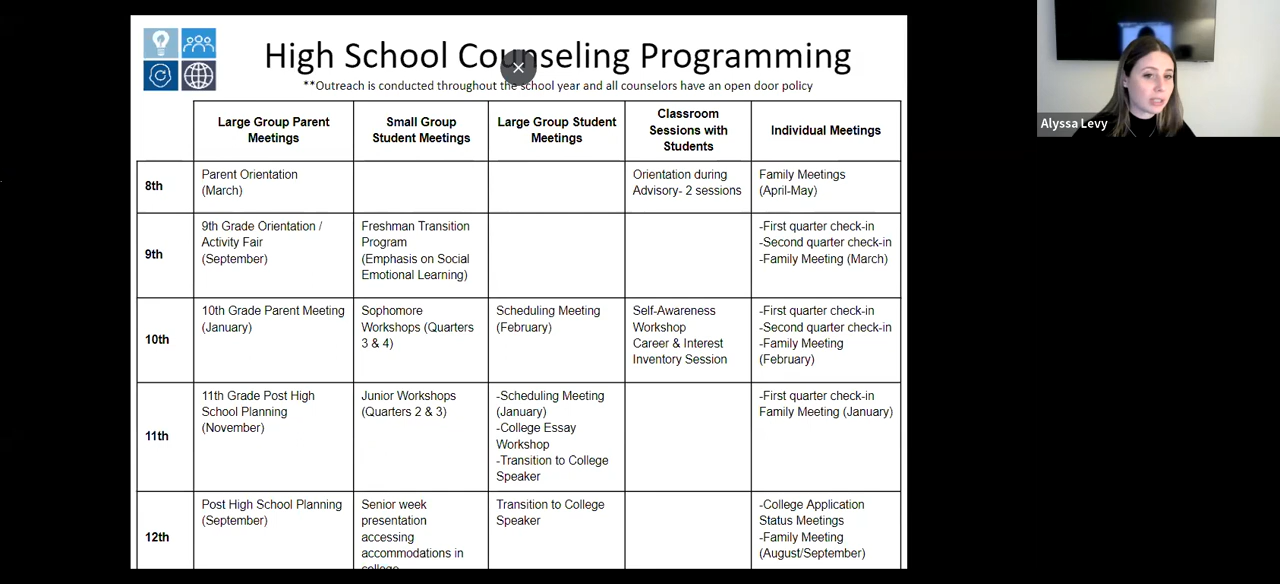 High School Counseling Programming
**Outreach is conducted throughout the school year and all counselors have an open door policy
Large Group Parent
Meetings
Small Group
Student Meetings
Large Group Student
Meetings
Classroom
Sessions with
Students
Individual Meetings
8th
Parent Orientation
(March)
Orientation during
Advisory- 2 sessions
Family Meetings
(April-May)
9th
9th Grade Orientation /
Activity Fair
(September)
Freshman Transition
Program
(Emphasis on Social
Emotional Learning)
-First quarter check-in
-Second quarter check-in
-Family Meeting (March)
10th
10th Grade Parent Meeting
(January)
Sophomore
Workshops (Quarters
3 & 4)
Scheduling Meeting
(February)
Self-Awareness
Workshop
Career & Interest
Inventory Session
-First quarter check-in
-Second quarter check-in
-Family Meeting
(February)
11th
11th Grade Post High
School Planning
(November)
Junior Workshops
(Quarters 2 & 3)
-Scheduling Meeting
(January)
-College Essay
Workshop
-Transition to College
Speaker
-First quarter check-in
Family Meeting (January)
12th
Post High School Planning
(September)
Senior week
presentation
accessing
accommodations in
college
Transition to College
Speaker
-College Application
Status Meetings
-Family Meeting
(August/September)
Alyssa Levy